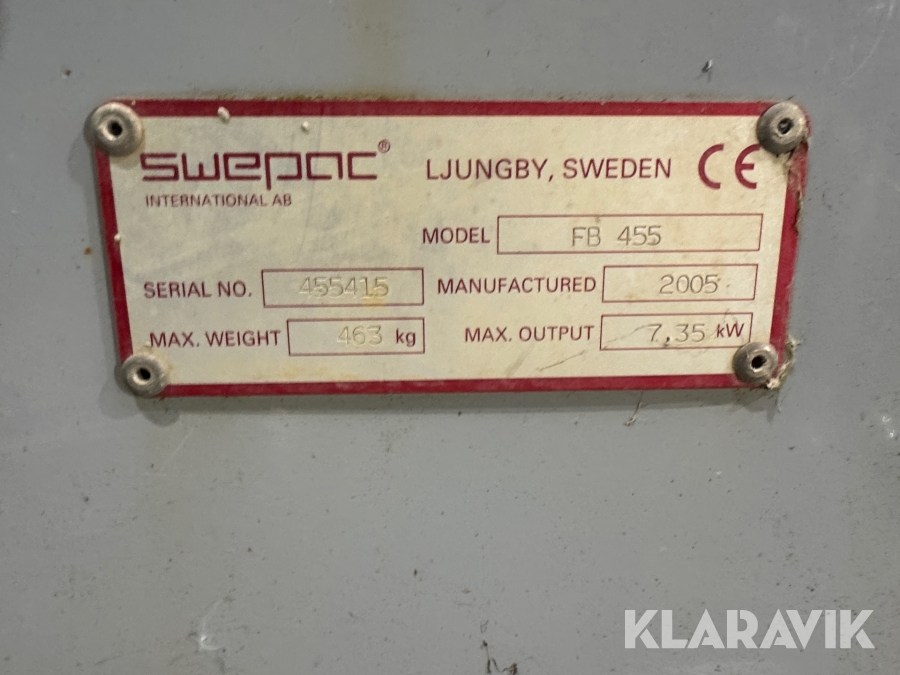 swepac® LJUNGBY, SWEDEN CE
INTERNATIONAL AB
MODEL FB 455
SERIAL NO. 455415 MANUFACTURED 2005
MAX. WEIGHT 463 kg MAX. OUTPUT 7,35 kW
KLARAVIK